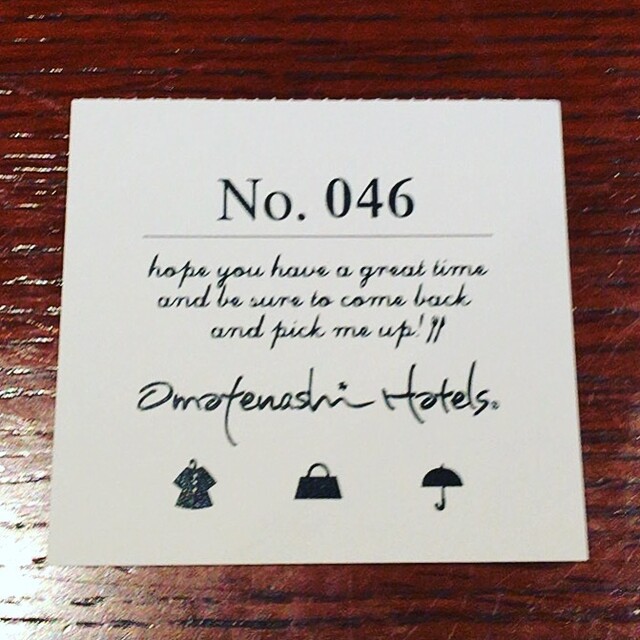 No. 046
hope you have a great time
and be sure to come back
and pick me up!
Omotenashi Hotels®